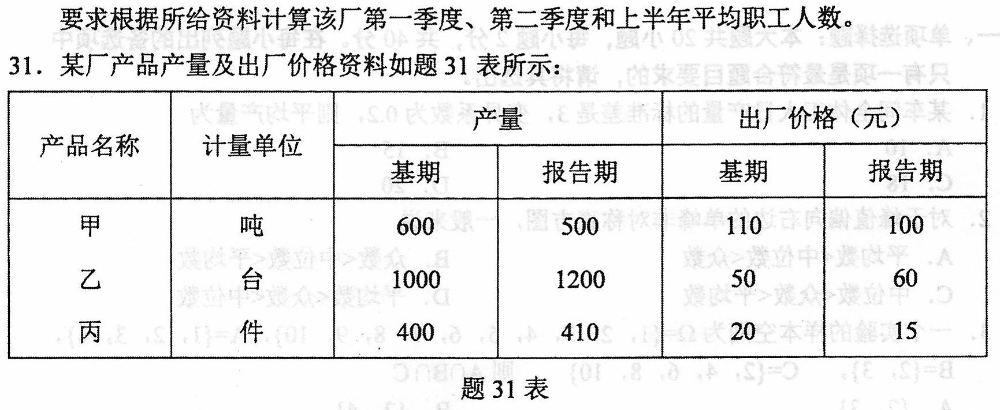 要求根据所给资料计算该厂第一季度、第二季度和上半年平均职工人数。
31. 某厂产品产量及出厂价格资料如题 31 表所示:
产品名称 计量单位 产量 出厂价格（元）
基期 报告期 基期 报告期
甲 吨 600 500 110 100
乙 台 1000 1200 50 60
丙 件 400 410 20 15
题 31 表